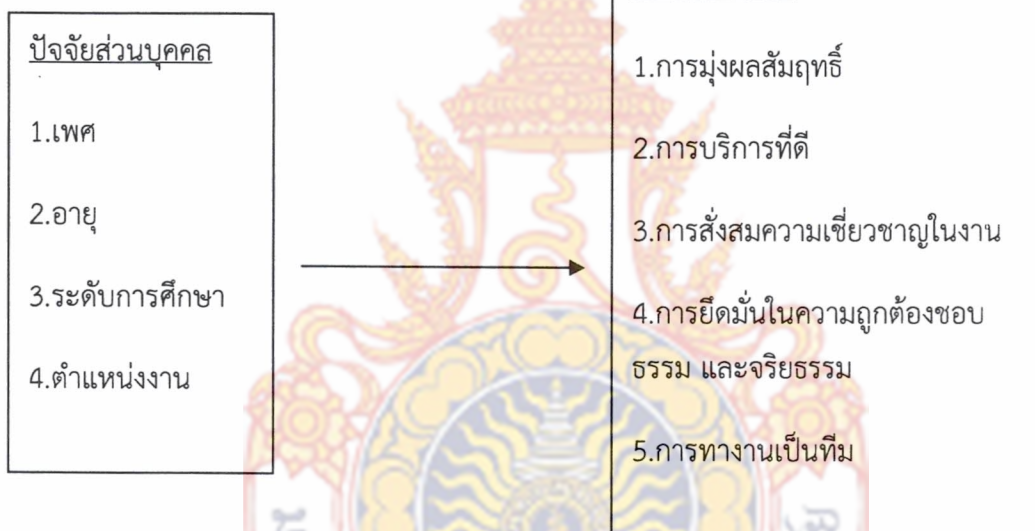 ปัจจัยส่วนบุคคล
1.เพศ
2.อายุ
3.ระดับการศึกษา
4.ตำแหน่งงาน
1.การมุ่งผลสัมฤทธิ์
2.การบริการที่ดี
3.การสั่งสมความเชี่ยวชาญในงาน
4.การยึดมั่นในความถูกต้องชอบ
ธรรม และจริยธรรม
5.การทางานเป็นทีม